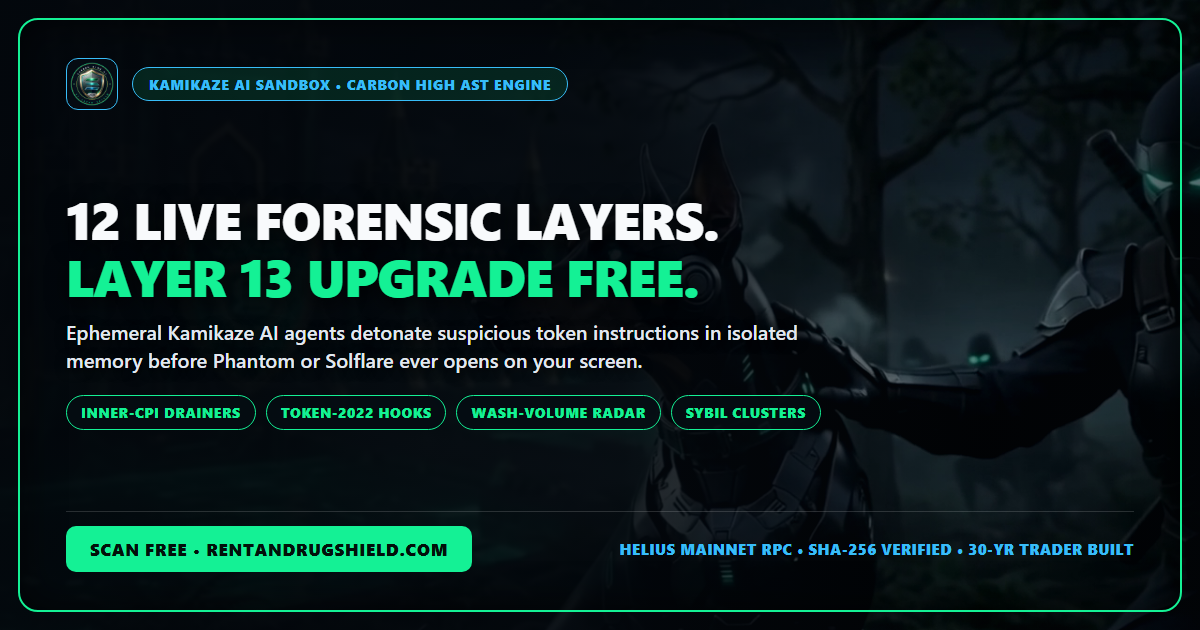 KAMIKAZE AI SANDBOX • CARBON HIGH AST ENGINE
12 LIVE FORENSIC LAYERS.
LAYER 13 UPGRADE FREE.
Ephemeral Kamikaze AI agents detonate suspicious token instructions in isolated
memory before Phantom or Solflare ever opens on your screen.
INNER-CPI DRAINERS TOKEN-2022 HOOKS WASH-VOLUME RADAR SYBIL CLUSTERS
SCAN FREE • RENTANDRUGSHIELD.COM
HELIUS MAINNET RPC • SHA-256 VERIFIED • 30-YR TRADER BUILT